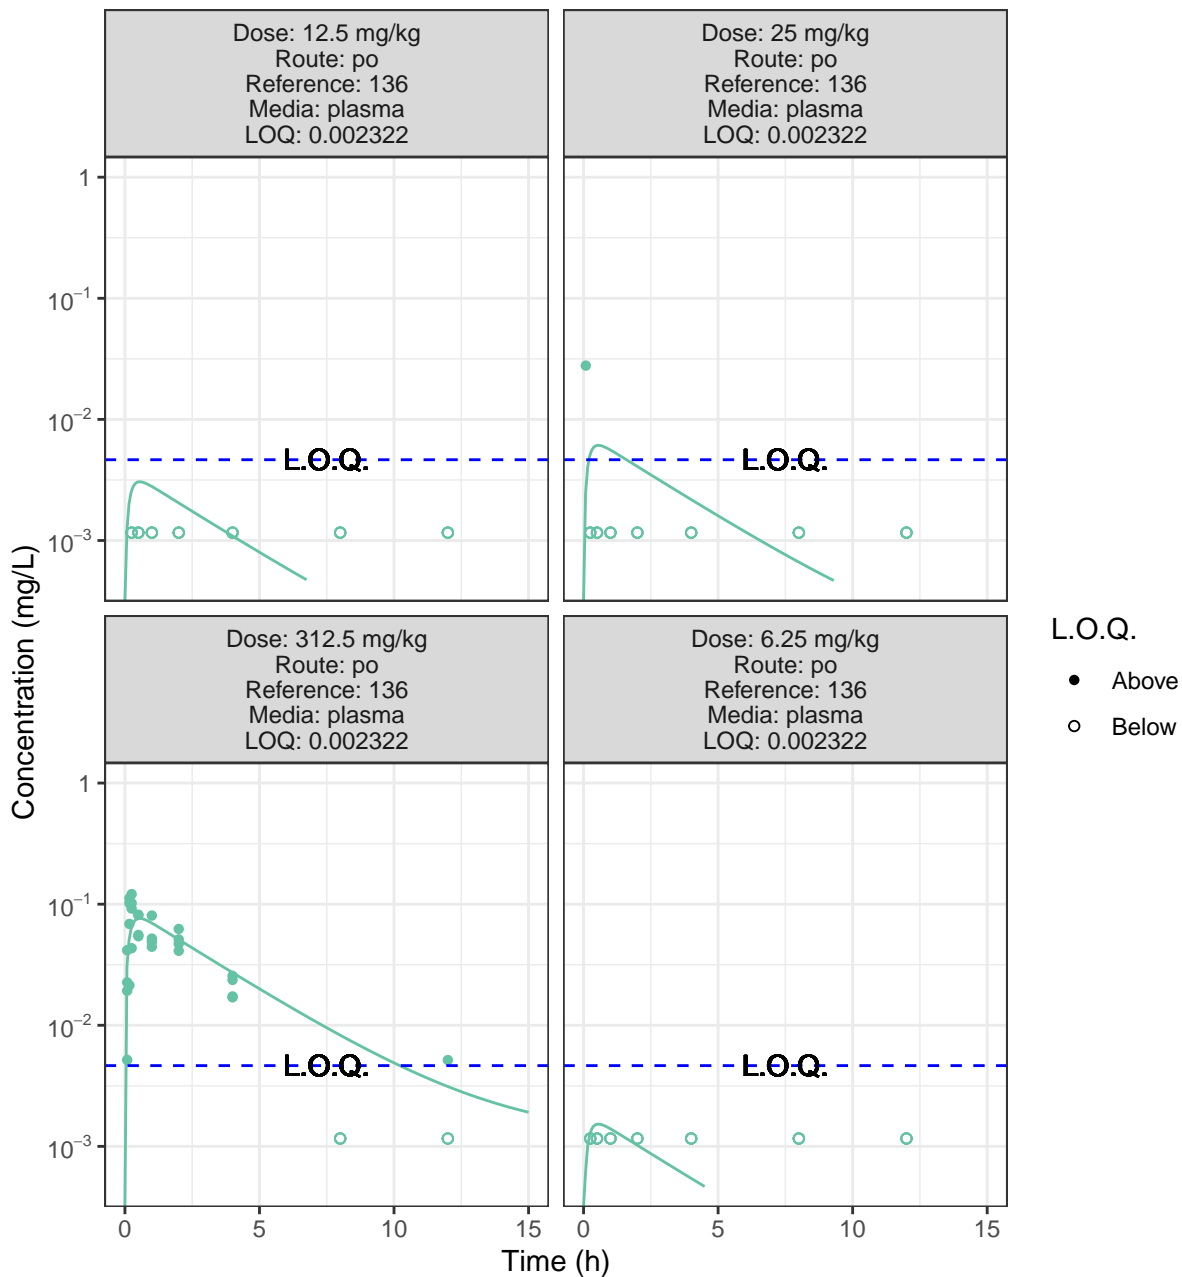 Dose: 12.5 mg/kg
Route: po
Reference: 136
Media: plasma
LOQ: 0.002322
Dose: 25 mg/kg
Route: po
Reference: 136
Media: plasma
LOQ: 0.002322
1
10⁻¹
10⁻²
10⁻³
L.O.Q.
L.O.Q.
Dose: 312.5 mg/kg
Route: po
Reference: 136
Media: plasma
LOQ: 0.002322
Dose: 6.25 mg/kg
Route: po
Reference: 136
Media: plasma
LOQ: 0.002322
1
10⁻¹
10⁻²
10⁻³
L.O.Q.
L.O.Q.
0 5 10 15
0 5 10 15
Time (h)
Concentration (mg/L)
L.O.Q.
Above
Below